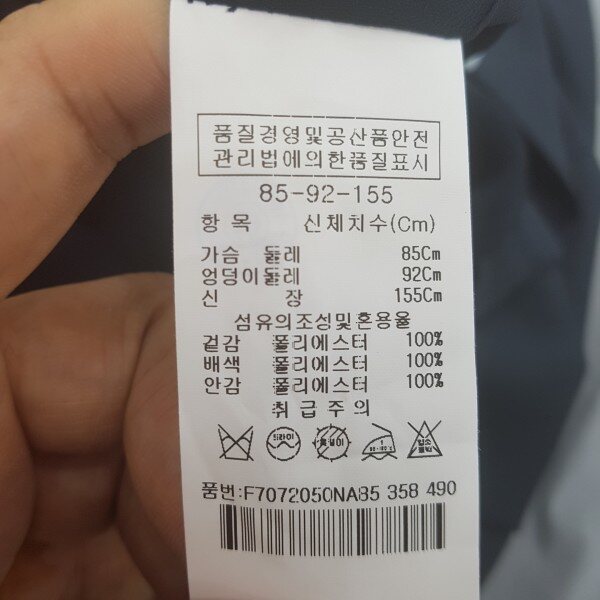 품질경영및공산품안전
관리법에의한품질표시
85-92-155
항 목 신체치수(Cm)
가슴 둘레 85Cm
엉덩이둘레 92Cm
신 장 155Cm
섬유의조성및혼용율
겉감 폴리에스터 100%
배색 폴리에스터 100%
안감 폴리에스터 100%
취 급 주 의
드라이
품번:F7072050NA85 358 490